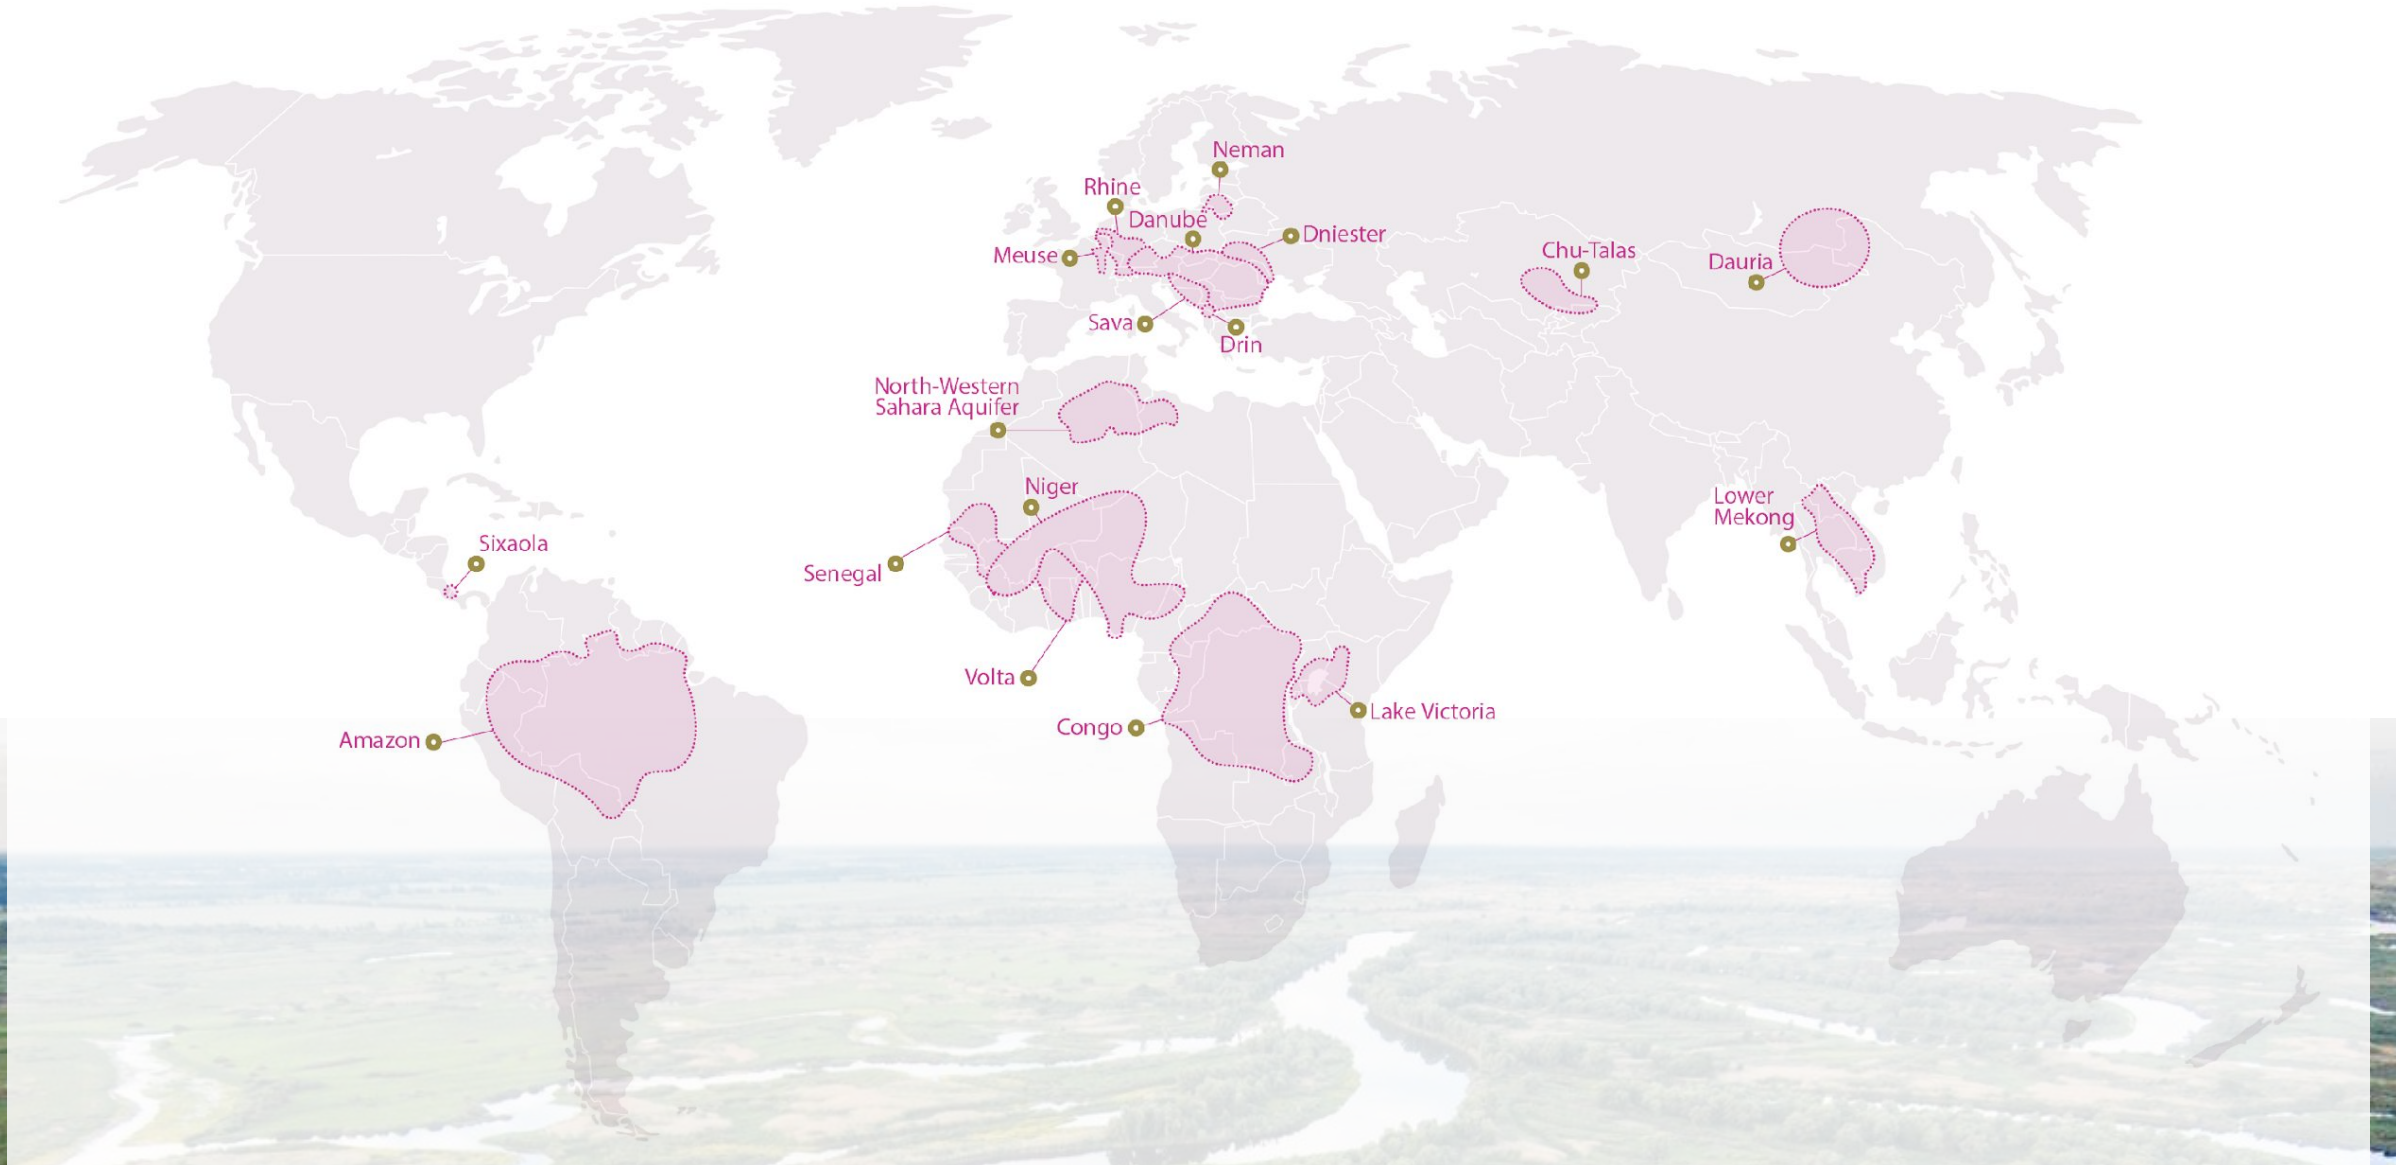 Neman
Rhine
Danube
Dniester
Meuse
Chu-Talas
Dauria
Sava
Drin
North-Western
Sahara Aquifer
Niger
Lower
Mekong
Sixaola
Senegal
Volta
Lake Victoria
Congo
Amazon